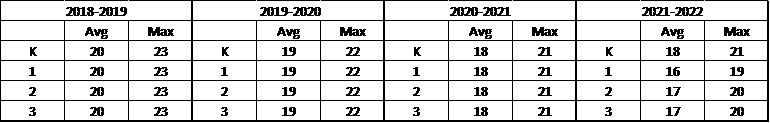 2018-2019 2019-2020 2020-2021 2021-2022
Avg Max Avg Max Avg Max Avg Max
K 20 23 K 19 22 K 18 21 K 18 21
1 20 23 1 19 22 1 18 21 1 16 19
2 20 23 2 19 22 2 18 21 2 17 20
3 20 23 3 19 22 3 18 21 3 17 20